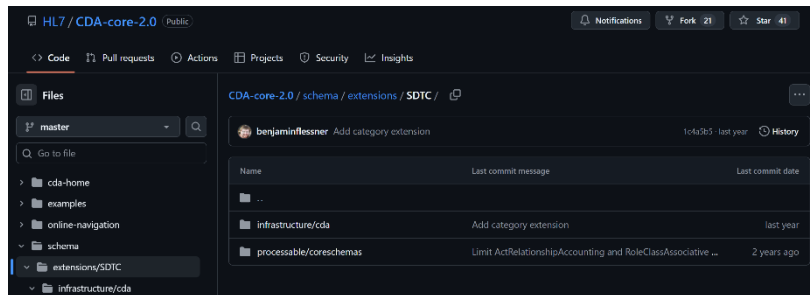 HL7 / CDA-core-2.0 Public
Notifications
Fork 21
Star 41
Code
Pull requests
Actions
Projects
Security
Insights
Files
master
Go to file
cda-home
examples
online-navigation
schema
extensions/SDTC
infrastructure/cda
CDA-core-2.0 / schema / extensions / SDTC /
benjaminflessner Add category extension
1c4a5b5 · last year
History
Name Last commit message Last commit date
..
infrastructure/cda Add category extension last year
processable/coreschemas Limit ActRelationshipAccounting and RoleClassAssociative ... 2 years ago